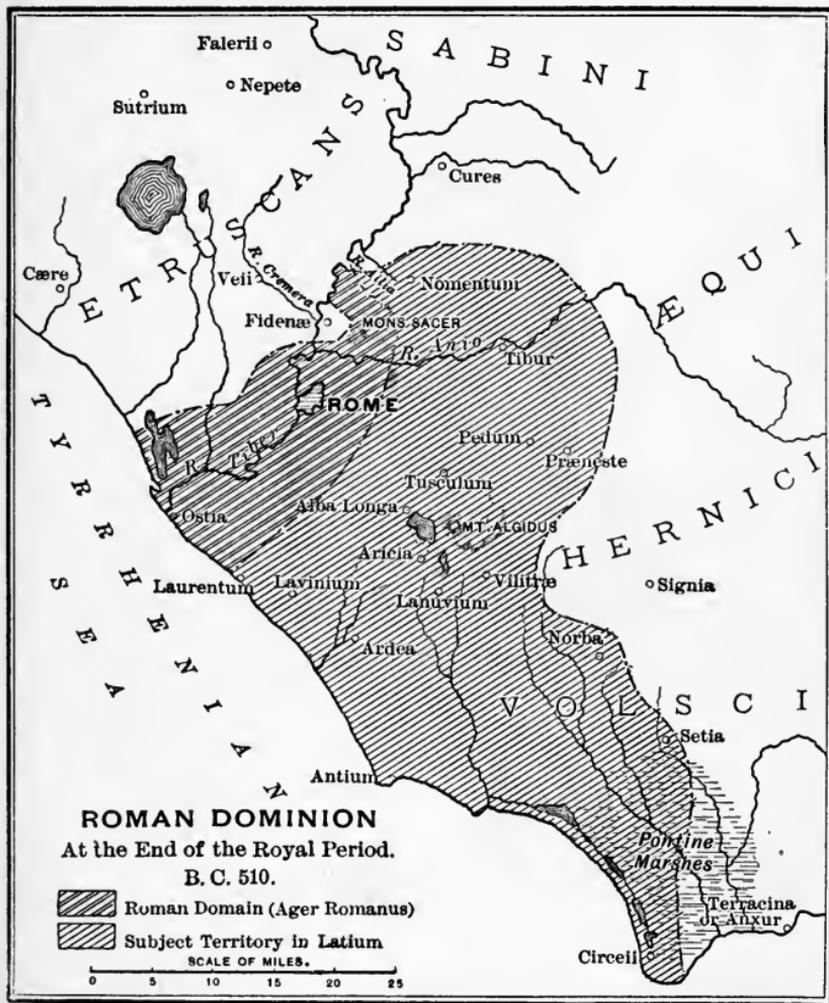 SABINI
Falerii
Nepete
Sutrium
ETRUSCANS
Cures
Cære
Veii
R. Cremera
R. Allia
Nomentum
ÆQUI
Fidenæ
MONS SACER
R. Anio
Tibur
ROME
TYRRHENIAN
SEA
R. Tiber
Pedum
Præneste
Tusculum
Ostia
Alba Longa
MT. ALGIDUS
HERNICI
Aricia
Laurentum
Lavinium
Vilitræ
Signia
Lanuvium
Ardea
Norba
VOLSCI
Setia
Antium
Pontine
Marshes
Terracina
or Anxur
Circeii
ROMAN DOMINION
At the End of the Royal Period.
B. C. 510.
Roman Domain (Ager Romanus)
Subject Territory in Latium
SCALE OF MILES.
0 5 10 15 20 25